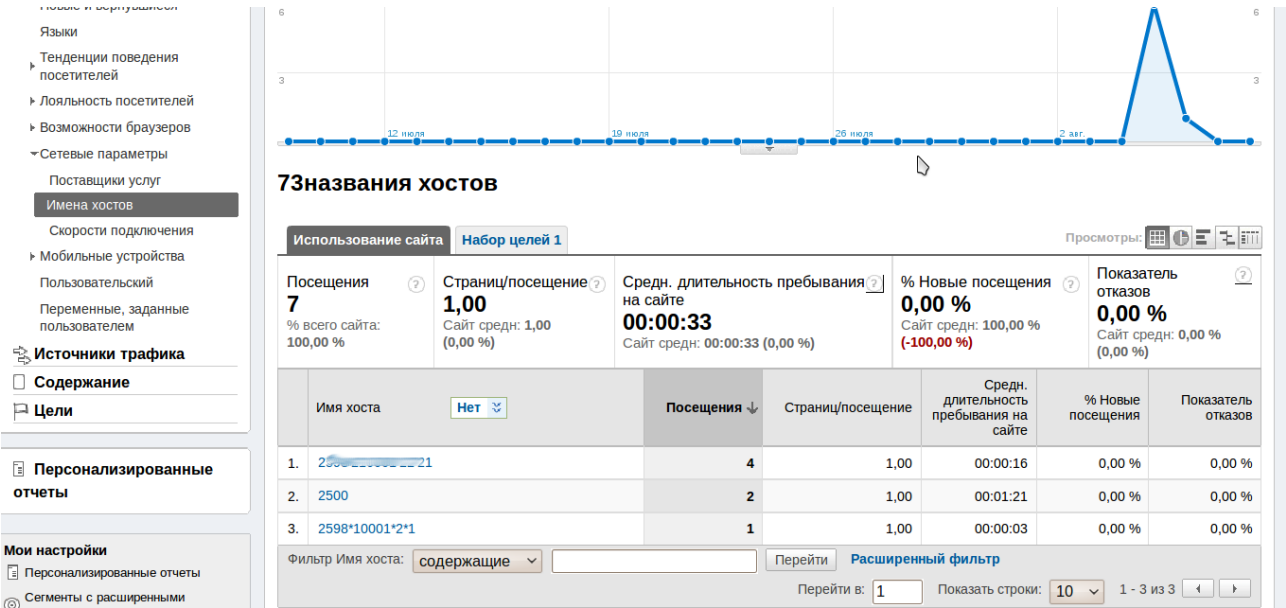 Новые и вернувшиеся
Языки
Тенденции поведения
посетителей
Лояльность посетителей
Возможности браузеров
Сетевые параметры
Поставщики услуг
Имена хостов
Скорости подключения
Мобильные устройства
Пользовательский
Переменные, заданные
пользователем
Источники трафика
Содержание
Цели
Персонализированные
отчеты
Мои настройки
Персонализированные отчеты
Сегменты с расширенными
6 6
3 3
12 июля 19 июля 26 июля 2 авг.
73названия хостов
Использование сайта Набор целей 1 Просмотры:
Посещения ?
7
% всего сайта:
100,00 %
Страниц/посещение ?
1,00
Сайт средн: 1,00
(0,00 %)
Средн. длительность пребывания ?
на сайте
00:00:33
Сайт средн: 00:00:33 (0,00 %)
% Новые посещения ?
0,00 %
Сайт средн: 100,00 %
(-100,00 %)
Показатель ?
отказов
0,00 %
Сайт средн: 0,00 %
(0,00 %)
Имя хоста Нет Посещения Страниц/посещение Средн. длительность пребывания на сайте % Новые посещения Показатель отказов
1. 4 1,00 00:00:16 0,00 % 0,00 %
2. 2500 2 1,00 00:01:21 0,00 % 0,00 %
3. 2598*10001*2*1 1 1,00 00:00:03 0,00 % 0,00 %
Фильтр Имя хоста: содержащие Перейти Расширенный фильтр
Перейти в: 1 Показать строки: 10 1 - 3 из 3